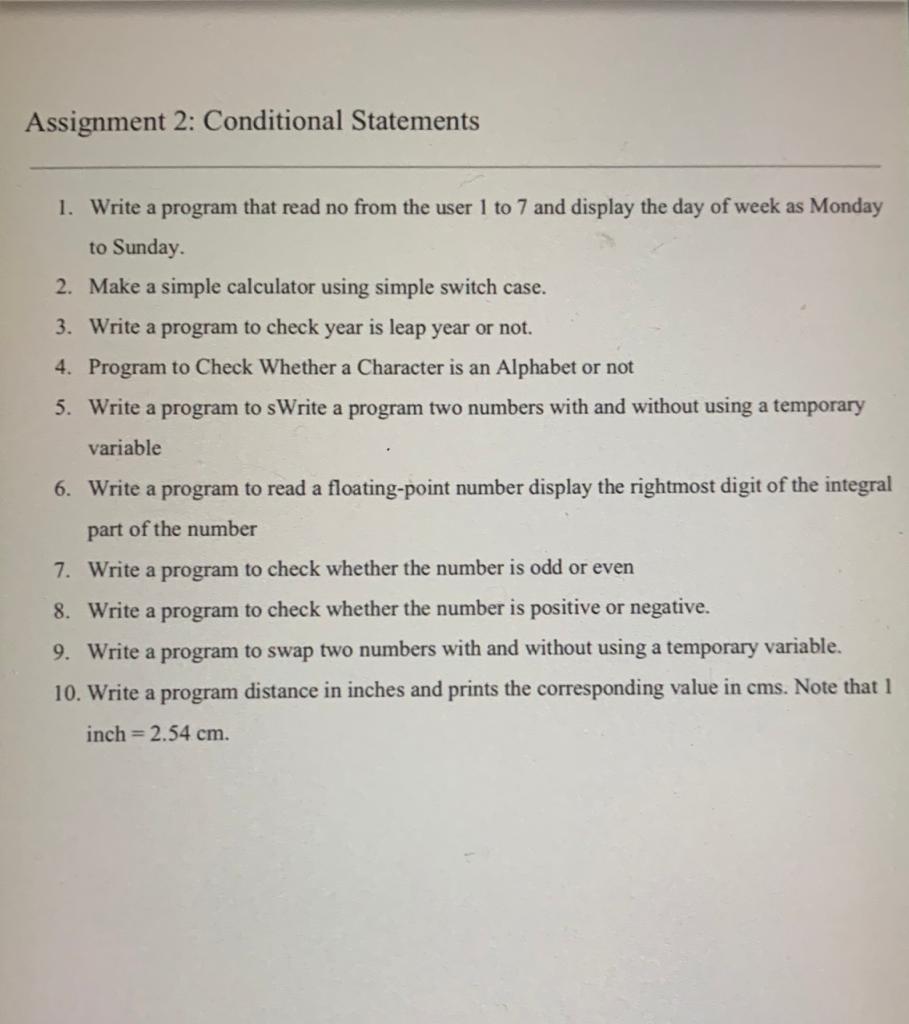 Assignment 2: Conditional Statements
1. Write a program that read no from the user 1 to 7 and display the day of week as Monday
to Sunday.
2. Make a simple calculator using simple switch case.
3. Write a program to check year is leap year or not.
4. Program to Check Whether a Character is an Alphabet or not
5. Write a program to sWrite a program two numbers with and without using a temporary
variable
6. Write a program to read a floating-point number display the rightmost digit of the integral
part of the number
7. Write a program to check whether the number is odd or even
8. Write a program to check whether the number is positive or negative.
9. Write a program to swap two numbers with and without using a temporary variable.
10. Write a program distance in inches and prints the corresponding value in cms. Note that 1
inch = 2.54 cm.